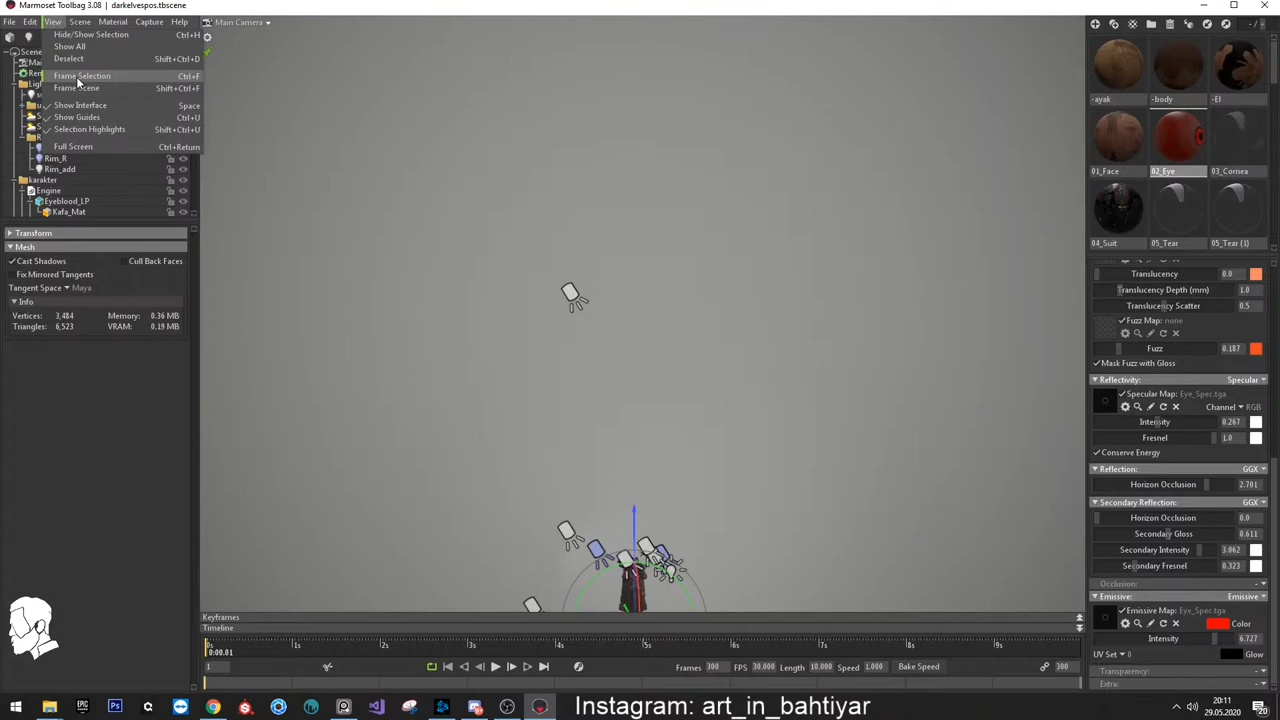 Marmoset Toolbag 3.08 - darkelvespos.tbscene
File Edit View Scene Material Capture Help
Main Camera
Hide/Show Selection Ctrl+H
Show All
Deselect Shift+Ctrl+D
Frame Selection Ctrl+F
Frame Scene Shift+Ctrl+F
Show Interface Space
Show Guides Ctrl+U
Selection Highlights Shift+Ctrl+U
Full Screen Ctrl+Return
Rim_R
Rim_add
karakter
Engine
Eyeblood_LP
Kafa_Mat
Transform
Mesh
Cast Shadows Cull Back Faces
Fix Mirrored Tangents
Tangent Space Maya
Info
Vertices: 3,484 Memory: 0.36 MB
Triangles: 6,523 VRAM: 0.19 MB
-ayak -body -El
01_Face 02_Eye 03_Cornea
04_Suit 05_Tear 05_Tear (1)
Translucency 0.0
Translucency Depth (mm) 1.0
Translucency Scatter 0.5
Fuzz Map: none
Fuzz 0.187
Mask Fuzz with Gloss
Reflectivity: Specular
Specular Map: Eye_Spec.tga
Channel RGB
Intensity 0.267
Fresnel 1.0
Conserve Energy
Reflection: GGX
Horizon Occlusion 2.701
Secondary Reflection: GGX
Horizon Occlusion 0.0
Secondary Gloss 0.611
Secondary Intensity 3.062
Secondary Fresnel 0.323
Occlusion:
Emissive: Emissive
Emissive Map: Eye_Spec.tga
Color
Intensity 6.727
UV Set 0 Glow
Transparency:
Extra:
Keyframes
Timeline
0s 1s 2s 3s 4s 5s 6s 7s 8s 9s
0:00.01
1 Frames 300 FPS 30.000 Length 10.000 Speed 1.000 Bake Speed 300
Instagram: art_in_bahtiyar
20:11
29.05.2020
20